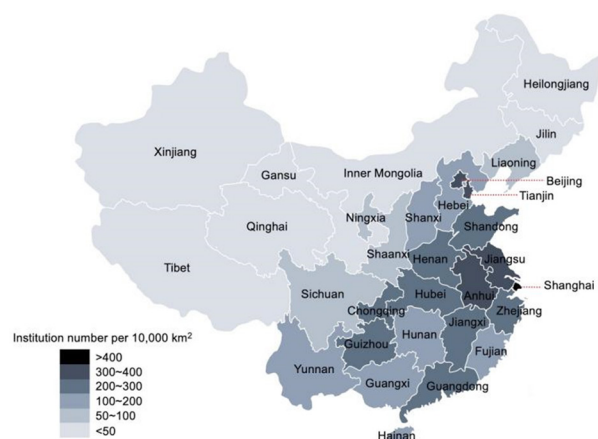 Heilongjiang
Jilin
Xinjiang
Liaoning
Gansu
Inner Mongolia
Beijing
Tianjin
Hebei
Ningxia
Shanxi
Qinghai
Shandong
Shaanxi
Henan
Jiangsu
Tibet
Shanghai
Sichuan
Hubei
Anhui
Chongqing
Zhejiang
Jiangxi
Hunan
Guizhou
Fujian
Yunnan
Guangxi
Guangdong
Hainan
Institution number per 10,000 km²
>400
300~400
200~300
100~200
50~100
<50